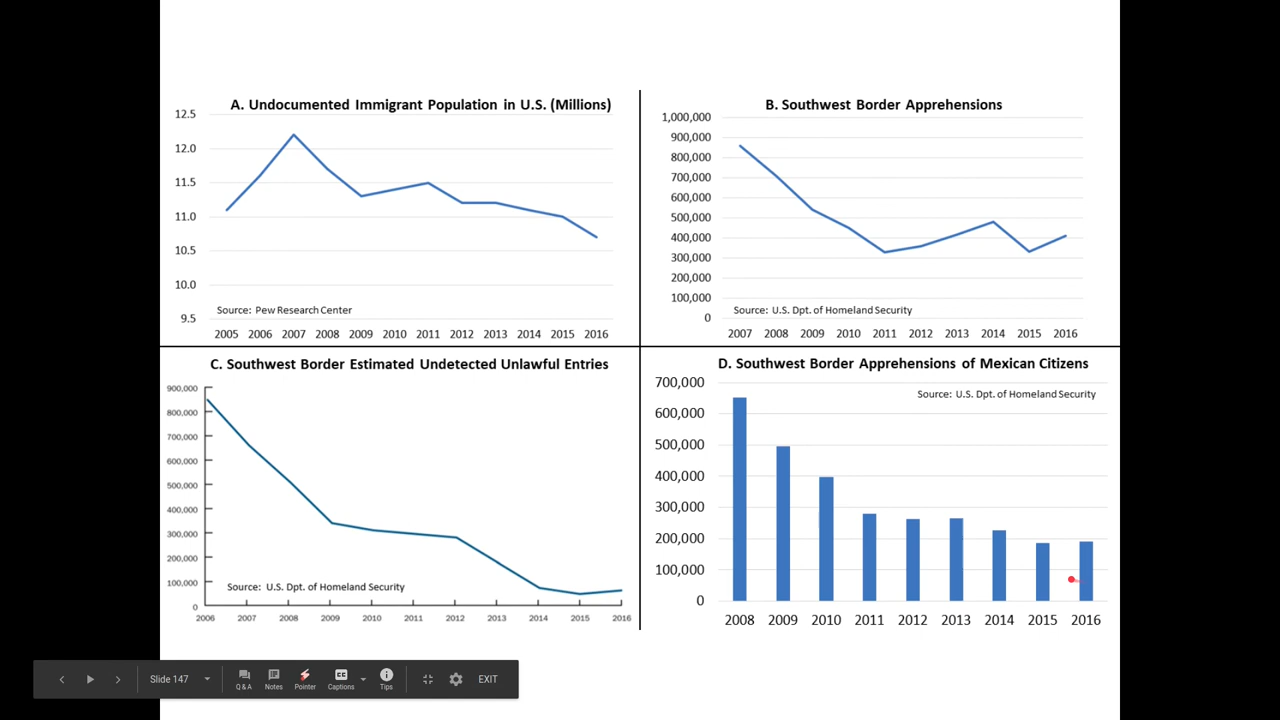 A. Undocumented Immigrant Population in U.S. (Millions)
12.5
12.0
11.5
11.0
10.5
10.0
9.5
Source: Pew Research Center
2005 2006 2007 2008 2009 2010 2011 2012 2013 2014 2015 2016
B. Southwest Border Apprehensions
1,000,000
900,000
800,000
700,000
600,000
500,000
400,000
300,000
200,000
100,000
0
Source: U.S. Dpt. of Homeland Security
2007 2008 2009 2010 2011 2012 2013 2014 2015 2016
C. Southwest Border Estimated Undetected Unlawful Entries
900,000
800,000
700,000
600,000
500,000
400,000
300,000
200,000
100,000
0
Source: U.S. Dpt. of Homeland Security
2006 2007 2008 2009 2010 2011 2012 2013 2014 2015 2016
D. Southwest Border Apprehensions of Mexican Citizens
700,000
Source: U.S. Dpt. of Homeland Security
600,000
500,000
400,000
300,000
200,000
100,000
0
2008 2009 2010 2011 2012 2013 2014 2015 2016
Slide 147
Q & A Notes Pointer Captions Tips
CC
EXIT